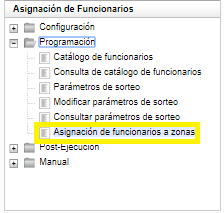 Asignación de Funcionarios
Configuración
Programación
Catálogo de funcionarios
Consulta de catálogo de funcionarios
Parámetros de sorteo
Modificar parámetros de sorteo
Consultar parámetros de sorteo
Asignación de funcionarios a zonas
Post-Ejecución
Manual